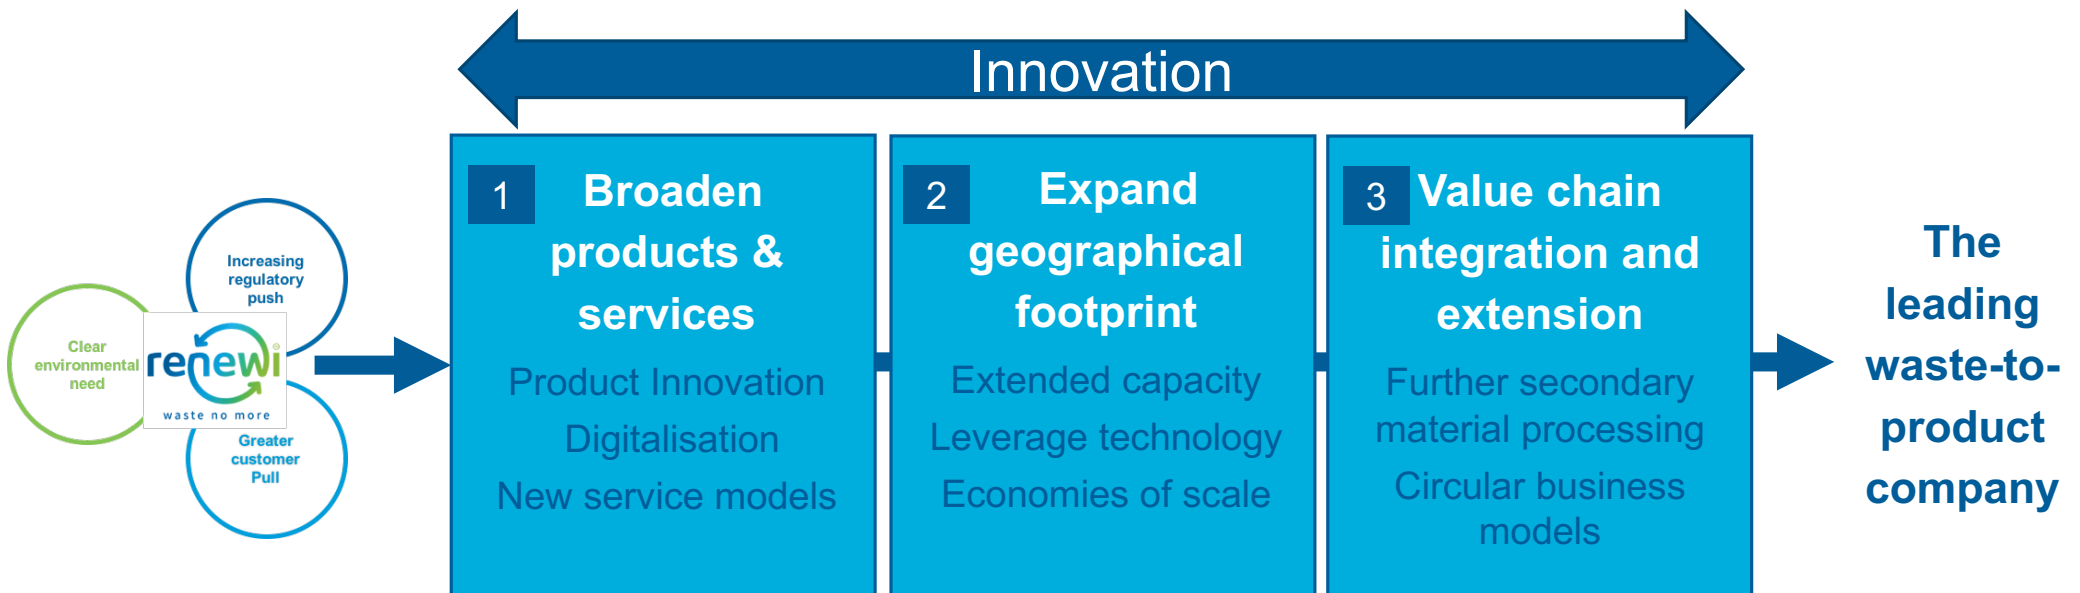 Innovation
Increasing
regulatory
push
Clear
environmental
need
renewi
waste no more
Greater
customer
Pull
1
Broaden
products &
services
Product Innovation
Digitalisation
New service models
2
Expand
geographical
footprint
Extended capacity
Leverage technology
Economies of scale
3
Value chain
integration and
extension
Further secondary
material processing
Circular business
models
The
leading
waste-to-
product
company